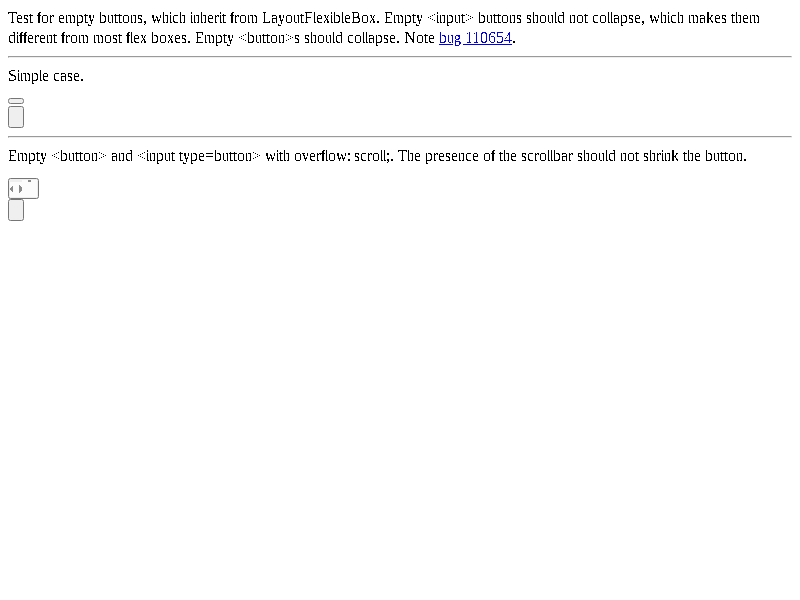 Test for empty buttons, which inherit from LayoutFlexibleBox. Empty <input> buttons should not collapse, which makes them
different from most flex boxes. Empty <button>s should collapse. Note bug 110654.
Simple case.
Empty <button> and <input type=button> with overflow: scroll;. The presence of the scrollbar should not shrink the button.